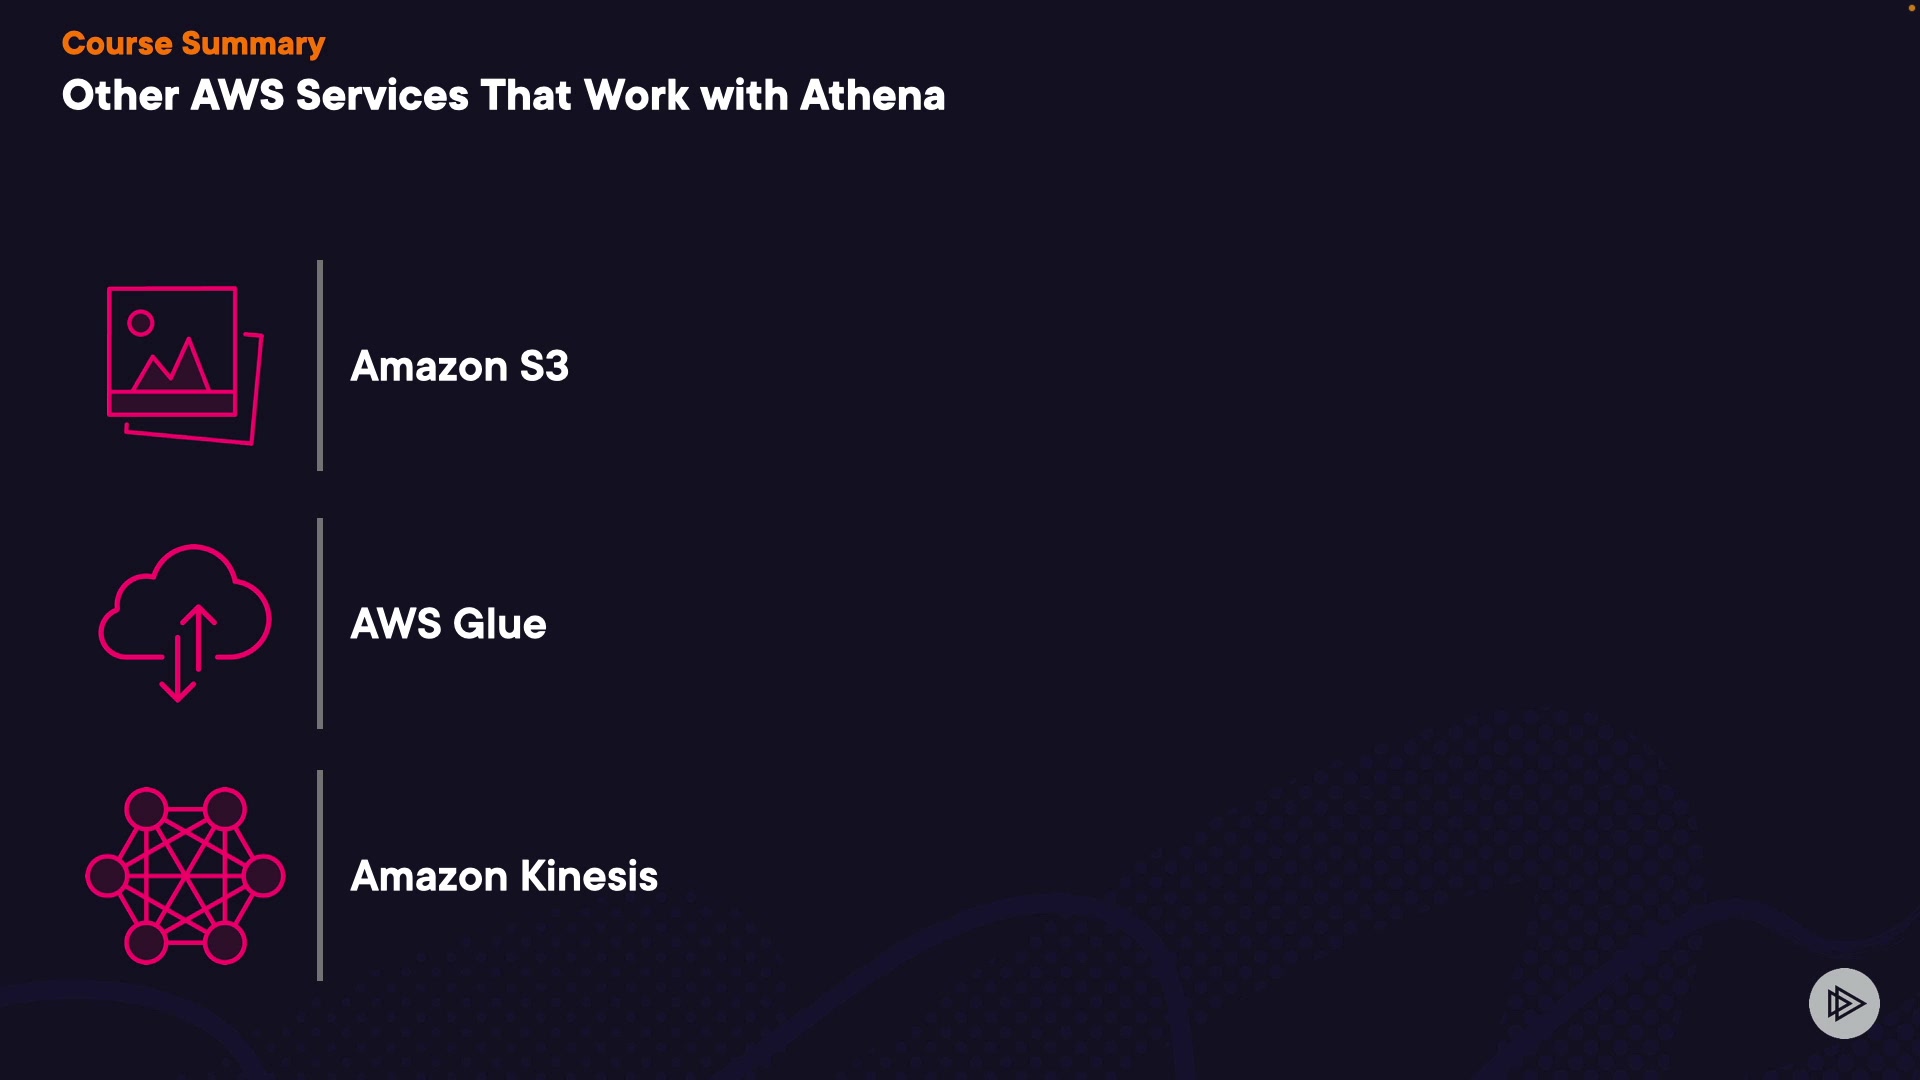 Course Summary
Other AWS Services That Work with Athena
Amazon S3
AWS Glue
Amazon Kinesis